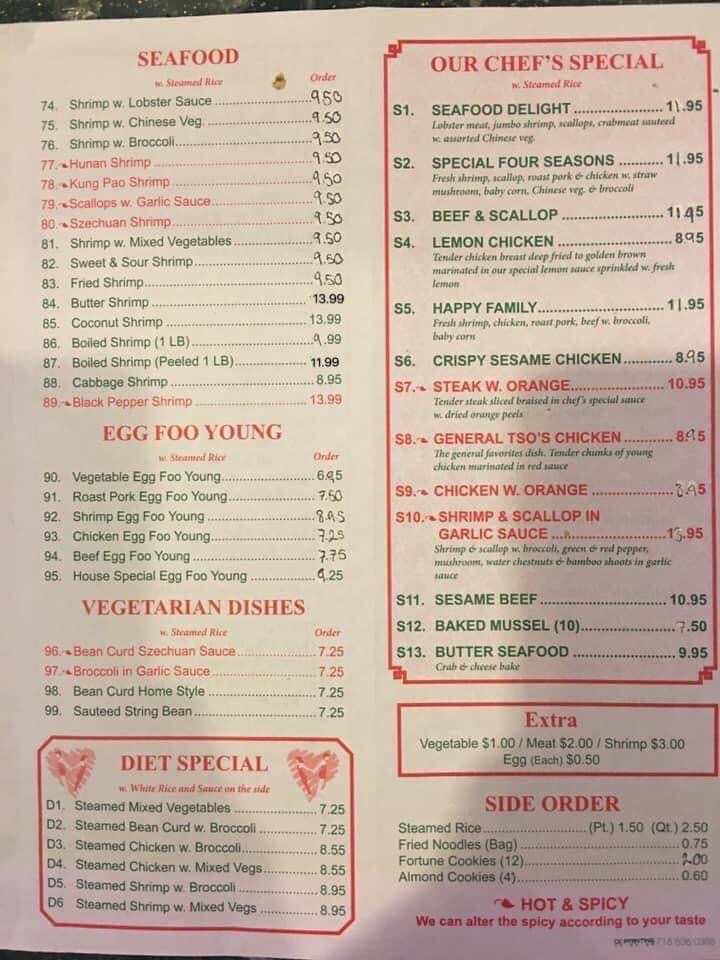 SEAFOOD
w. Steamed Rice Order
74. Shrimp w. Lobster Sauce 9.50
75. Shrimp w. Chinese Veg. 9.50
76. Shrimp w. Broccoli 9.50
77. Hunan Shrimp 9.50
78. Kung Pao Shrimp 9.50
79. Scallops w. Garlic Sauce 9.50
80. Szechuan Shrimp 9.50
81. Shrimp w. Mixed Vegetables 9.50
82. Sweet & Sour Shrimp 9.50
83. Fried Shrimp 9.50
84. Butter Shrimp 13.99
85. Coconut Shrimp 13.99
86. Boiled Shrimp (1 LB) 9.99
87. Boiled Shrimp (Peeled 1 LB) 11.99
88. Cabbage Shrimp 8.95
89. Black Pepper Shrimp 13.99
EGG FOO YOUNG
w. Steamed Rice Order
90. Vegetable Egg Foo Young 6.95
91. Roast Pork Egg Foo Young 7.50
92. Shrimp Egg Foo Young 8.95
93. Chicken Egg Foo Young 7.25
94. Beef Egg Foo Young 7.75
95. House Special Egg Foo Young 9.25
VEGETARIAN DISHES
w. Steamed Rice Order
96. Bean Curd Szechuan Sauce 7.25
97. Broccoli in Garlic Sauce 7.25
98. Bean Curd Home Style 7.25
99. Sauteed String Bean 7.25
DIET SPECIAL
w. White Rice and Sauce on the side
D1. Steamed Mixed Vegetables 7.25
D2. Steamed Bean Curd w. Broccoli 7.25
D3. Steamed Chicken w. Broccoli 8.55
D4. Steamed Chicken w. Mixed Vegs. 8.55
D5. Steamed Shrimp w. Broccoli 8.95
D6 Steamed Shrimp w. Mixed Vegs 8.95
OUR CHEF'S SPECIAL
w. Steamed Rice
S1. SEAFOOD DELIGHT 11.95
Lobster meat, jumbo shrimp, scallops, crabmeat sauteed
w. assorted Chinese veg.
S2. SPECIAL FOUR SEASONS 11.95
Fresh shrimp, scallop, roast pork & chicken w. straw
mushroom, baby corn, Chinese veg. & broccoli
S3. BEEF & SCALLOP 11.95
S4. LEMON CHICKEN 8.95
Tender chicken breast deep fried to golden brown
marinated in our special lemon sauce sprinkled w. fresh
lemon
S5. HAPPY FAMILY 11.95
Fresh shrimp, chicken, roast pork, beef w. broccoli,
baby corn
S6. CRISPY SESAME CHICKEN 8.95
S7. STEAK W. ORANGE 10.95
Tender steak sliced braised in chef's special sauce
w. dried orange peels
S8. GENERAL TSO'S CHICKEN 8.95
The general favorites dish. Tender chunks of young
chicken marinated in red sauce
S9. CHICKEN W. ORANGE 8.95
S10. SHRIMP & SCALLOP IN
GARLIC SAUCE 13.95
Shrimp & scallop w. broccoli, green & red pepper,
mushroom, water chestnuts & bamboo shoots in garlic
sauce
S11. SESAME BEEF 10.95
S12. BAKED MUSSEL (10) 7.50
S13. BUTTER SEAFOOD 9.95
Crab & cheese bake
Extra
Vegetable $1.00 / Meat $2.00 / Shrimp $3.00
Egg (Each) $0.50
SIDE ORDER
Steamed Rice (Pt.) 1.50 (Qt.) 2.50
Fried Noodles (Bag) 0.75
Fortune Cookies (12) 2.00
Almond Cookies (4) 0.60
HOT & SPICY
We can alter the spicy according to your taste